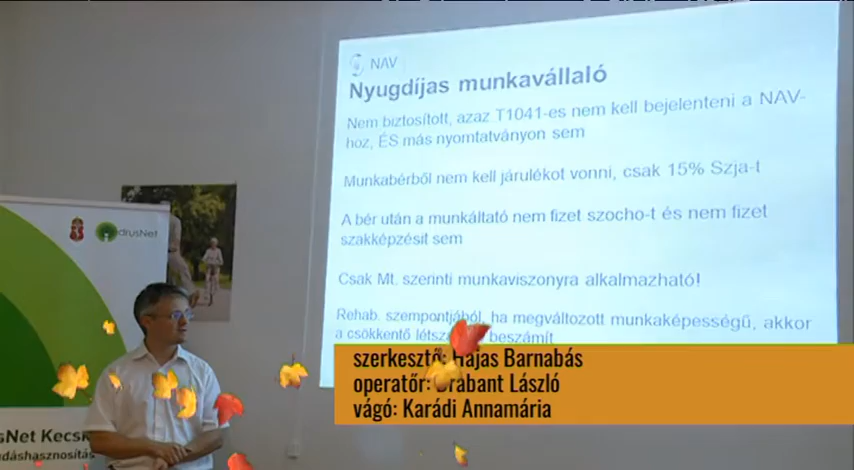 NAV
Nyugdíjas munkavállaló
Nem biztosított, azaz T1041-es nem kell bejelenteni a NAV-
hoz, ÉS más nyomtatványon sem
Munkabérből nem kell járulékot vonni, csak 15% Szja-t
A bér után a munkáltató nem fizet szocho-t és nem fizet
szakképzésit sem
Csak Mt. szerinti munkaviszonyra alkalmazható!
Rehab. szempontjából, ha megváltozott munkaképességű, akkor
a csökkentő beszámít
szerkesztő: Hajas Barnabás
operatőr: Brabant László
vágó: Karádi Annamária
drusNet
usNet Kecsk
udáshasznosítás